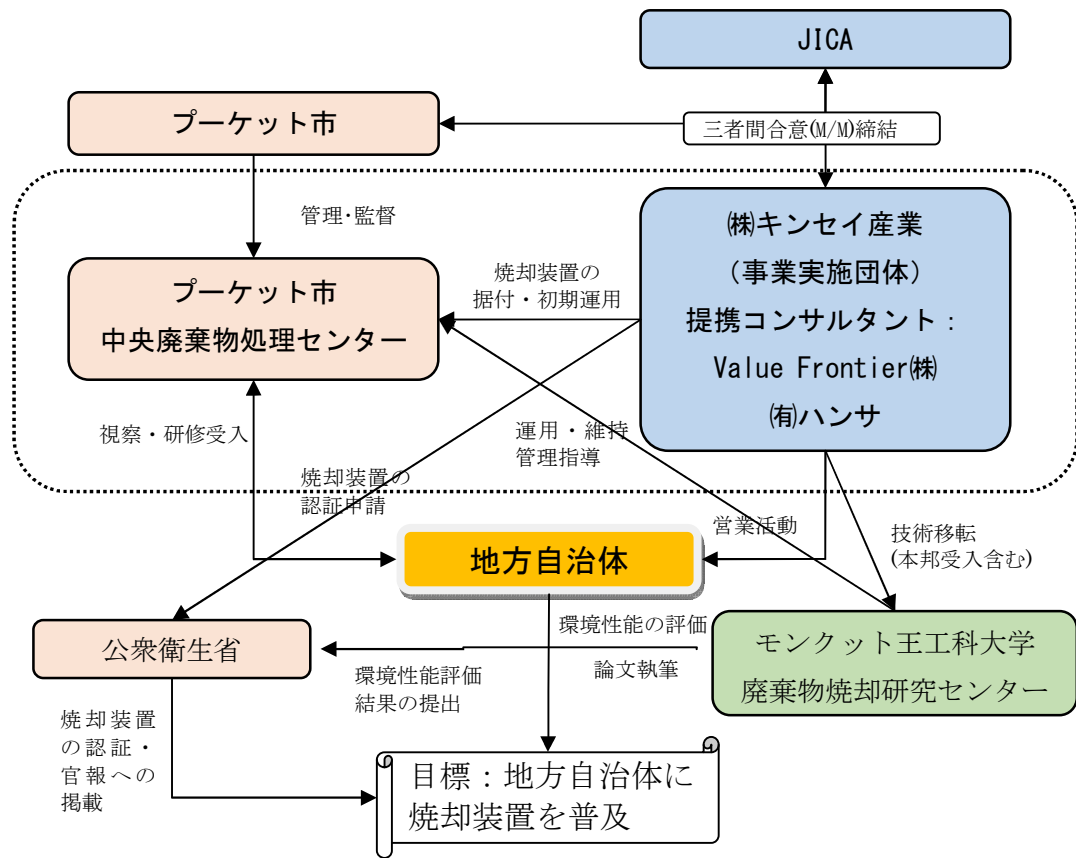 JICA
プーケット市
三者間合意(M/M)締結
管理・監督
㈱キンセイ産業
(事業実施団体)
提携コンサルタント:
Value Frontier㈱
㈲ハンサ
プーケット市
中央廃棄物処理センター
焼却装置の
据付・初期運用
視察・研修受入
運用・維持
管理指導
焼却装置の
認証申請
営業活動
技術移転
(本邦受入含む)
地方自治体
公衆衛生省
環境性能の評価
論文執筆
環境性能評価
結果の提出
モンクット王工科大学
廃棄物焼却研究センター
焼却装置
の認証・
官報への
掲載
目標：地方自治体に
焼却装置を普及